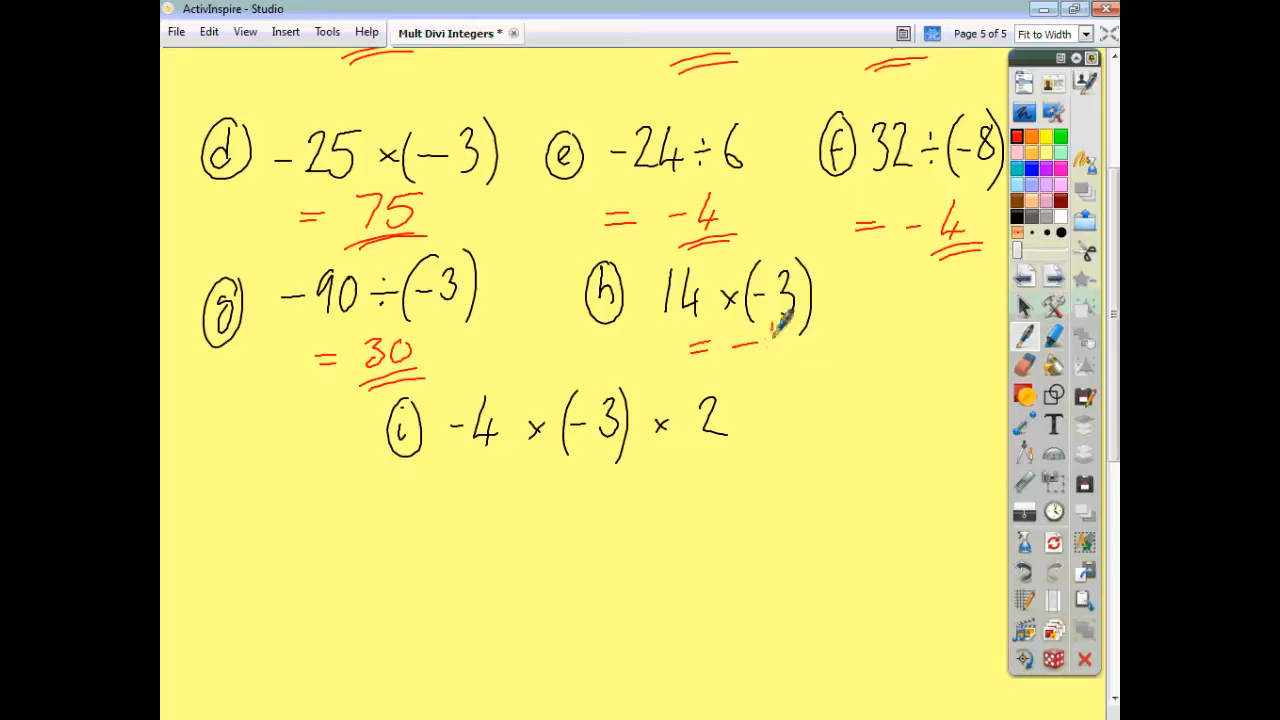 ActivInspire - Studio
File Edit View Insert Tools Help Mult Divi Integers * Page 5 of 5 Fit to Width
d -25 ×(-3) e -24 ÷ 6 f 32 ÷ (-8)
= 75 = -4 = -4
g -90 ÷ (-3) h 14 × (-3)
= 30 = -
i -4 × (-3) × 2